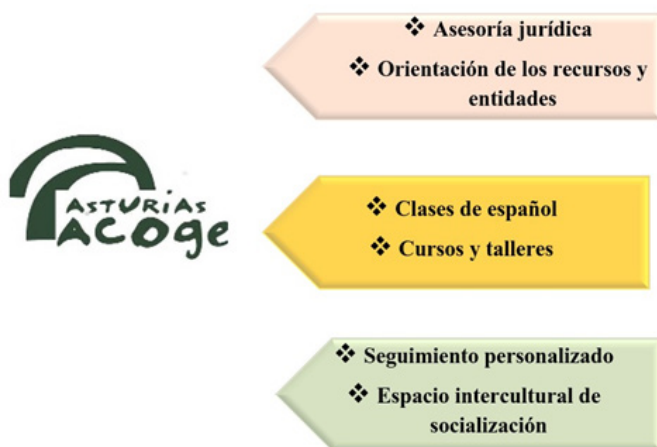 ASTURIAS
ACOge
❖ Asesoría jurídica
❖ Orientación de los recursos y
entidades
❖ Clases de español
❖ Cursos y talleres
❖ Seguimiento personalizado
❖ Espacio intercultural de
socialización